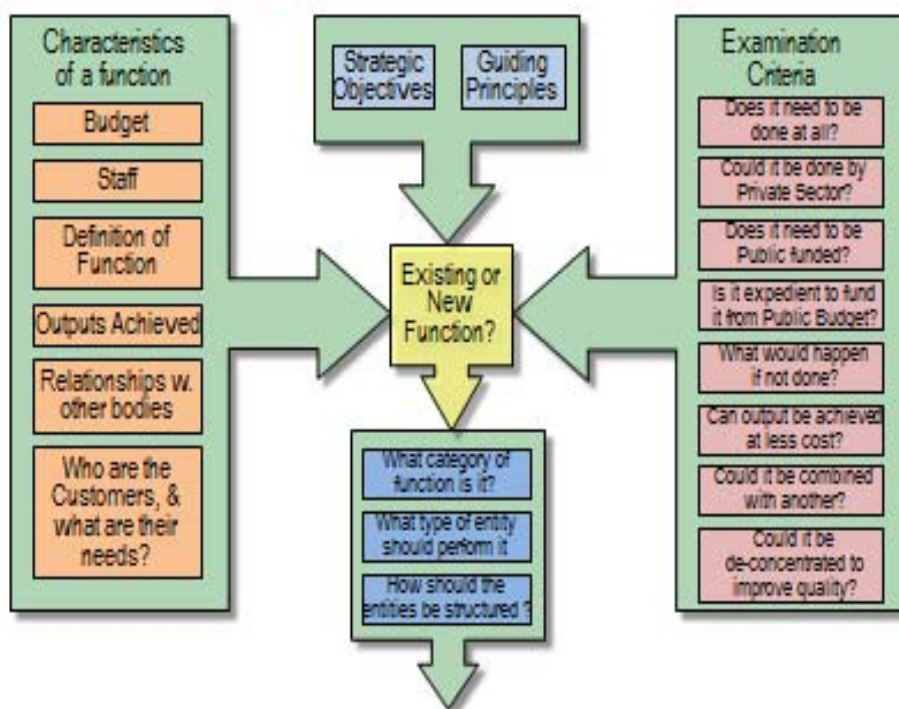 Characteristics
of a function
Budget
Staff
Definition of
Function
Outputs Achieved
Relationships w.
other bodies
Who are the
Customers, &
what are their
needs?
Strategic
Objectives
Guiding
Principles
Existing or
New
Function?
What category of
function is it?
What type of entity
should perform it
How should the
entities be structured ?
Examination
Criteria
Does it need to be
done at all?
Could it be done by
Private Sector?
Does it need to be
Public funded?
Is it expedient to fund
it from Public Budget?
What would happen
if not done?
Can output be achieved
at less cost?
Could it be combined
with another?
Could it be
de-concentrated to
improve quality?